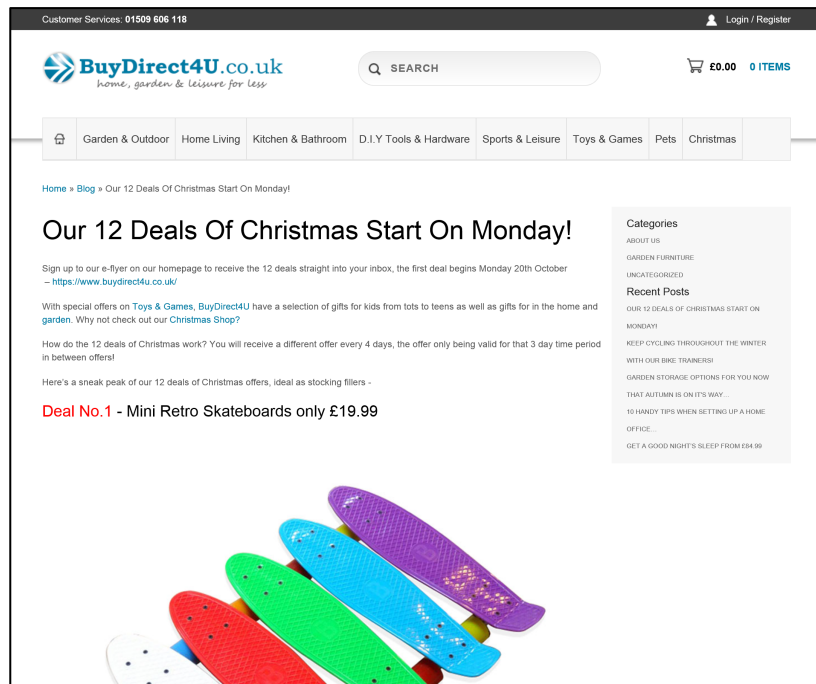 Customer Services: 01509 606 118
Login / Register
BuyDirect4U.co.uk
home, garden & leisure for less
SEARCH
£0.00 0 ITEMS
Garden & Outdoor Home Living Kitchen & Bathroom D.I.Y Tools & Hardware Sports & Leisure Toys & Games Pets Christmas
Home » Blog » Our 12 Deals Of Christmas Start On Monday!
Our 12 Deals Of Christmas Start On Monday!
Sign up to our e-flyer on our homepage to receive the 12 deals straight into your inbox, the first deal begins Monday 20th October
– https://www.buydirect4u.co.uk/
With special offers on Toys & Games, BuyDirect4U have a selection of gifts for kids from tots to teens as well as gifts for in the home and
garden. Why not check out our Christmas Shop?
How do the 12 deals of Christmas work? You will receive a different offer every 4 days, the offer only being valid for that 3 day time period
in between offers!
Here's a sneak peak of our 12 deals of Christmas offers, ideal as stocking fillers -
Deal No.1 - Mini Retro Skateboards only £19.99
Categories
ABOUT US
GARDEN FURNITURE
UNCATEGORIZED
Recent Posts
OUR 12 DEALS OF CHRISTMAS START ON
MONDAY!
KEEP CYCLING THROUGHOUT THE WINTER
WITH OUR BIKE TRAINERS!
GARDEN STORAGE OPTIONS FOR YOU NOW
THAT AUTUMN IS ON IT'S WAY…
10 HANDY TIPS WHEN SETTING UP A HOME
OFFICE…
GET A GOOD NIGHT'S SLEEP FROM £84.99